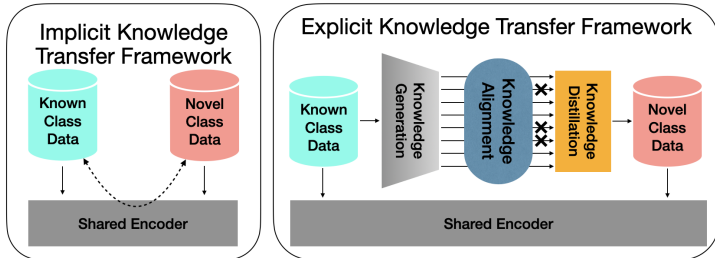 Implicit Knowledge
Transfer Framework
Known
Class
Data
Novel
Class
Data
Shared Encoder
Explicit Knowledge Transfer Framework
Known
Class
Data
Knowledge
Generation
Knowledge
Alignment
Knowledge
Distillation
Novel
Class
Data
Shared Encoder